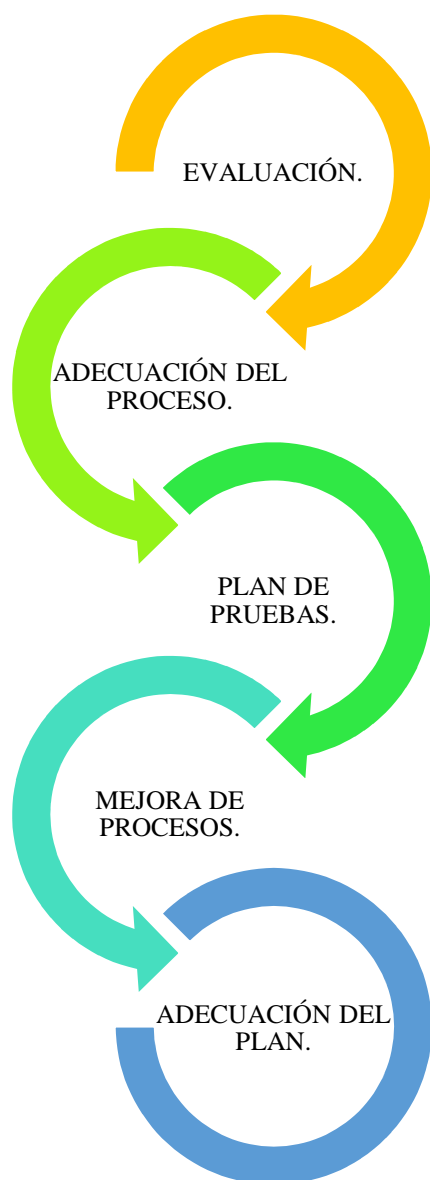 EVALUACIÓN.
ADECUACIÓN DEL
PROCESO.
PLAN DE
PRUEBAS.
MEJORA DE
PROCESOS.
ADECUACIÓN DEL
PLAN.